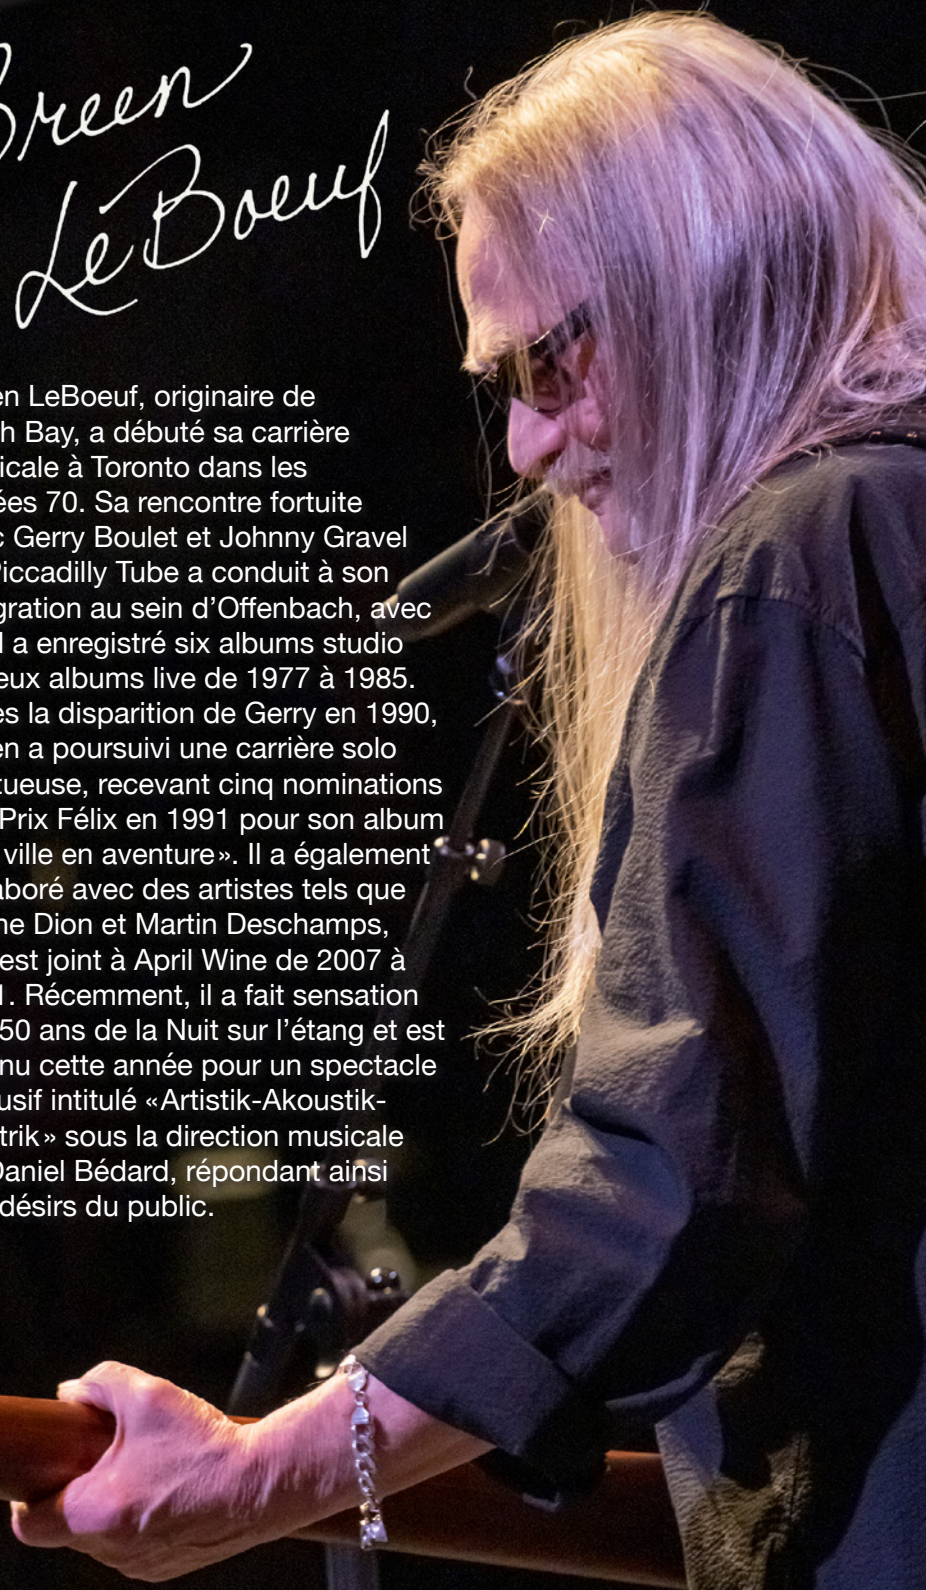 Breen
LeBoeuf
en LeBoeuf, originaire de
h Bay, a débuté sa carrière
icale à Toronto dans les
ées 70. Sa rencontre fortuite
c Gerry Boulet et Johnny Gravel
Piccadilly Tube a conduit à son
gration au sein d’Offenbach, avec
l a enregistré six albums studio
eux albums live de 1977 à 1985.
es la disparition de Gerry en 1990,
en a poursuivi une carrière solo
tueuse, recevant cinq nominations
Prix Félix en 1991 pour son album
ville en aventure». Il a également
aboré avec des artistes tels que
ne Dion et Martin Deschamps,
est joint à April Wine de 2007 à
1. Récemment, il a fait sensation
50 ans de la Nuit sur l’étang et est
nu cette année pour un spectacle
usif intitulé «Artistik-Akoustik-
trik» sous la direction musicale
Daniel Bédard, répondant ainsi
désirs du public.